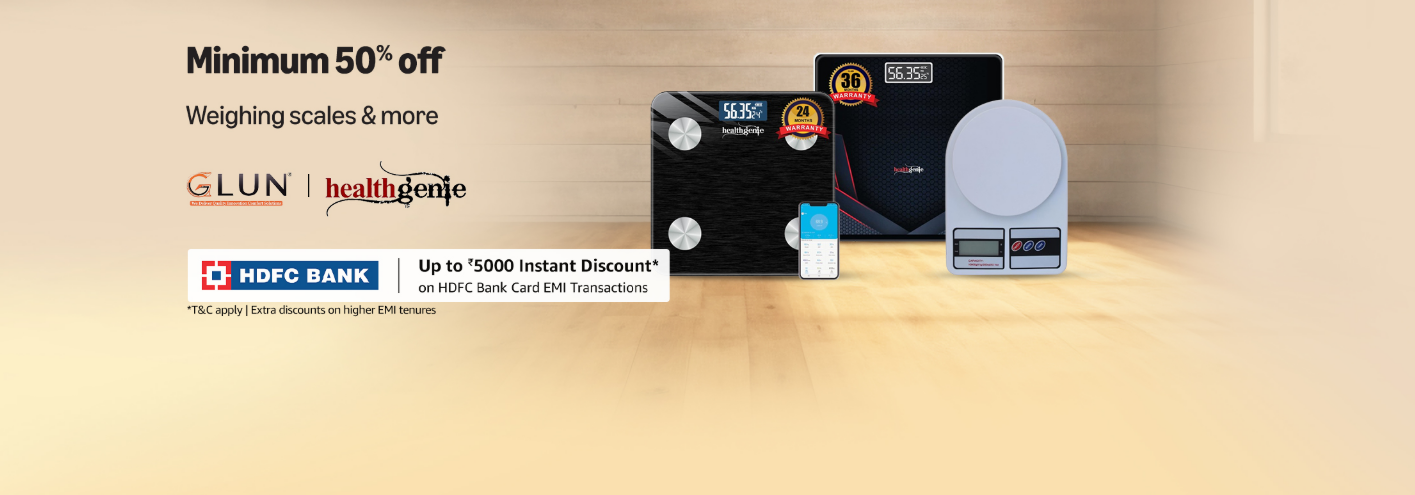 Minimum 50% off
Weighing scales & more
GLUN®
healthgenie
HDFC BANK
Up to ₹5000 Instant Discount*
on HDFC Bank Card EMI Transactions
*T&C apply | Extra discounts on higher EMI tenures
56.35
24
MONTHS
WARRANTY
healthgenie
36
WARRANTY
56.35
healthgenie